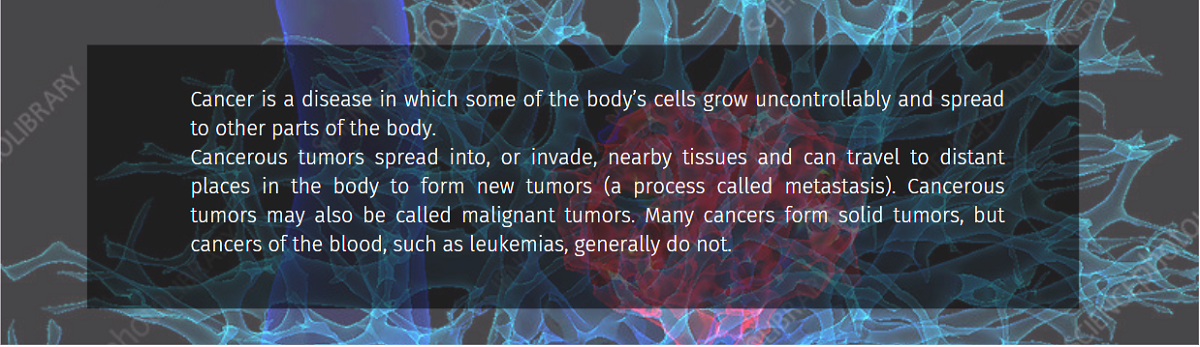 Cancer is a disease in which some of the body's cells grow uncontrollably and spread
to other parts of the body.
Cancerous tumors spread into, or invade, nearby tissues and can travel to distant
places in the body to form new tumors (a process called metastasis). Cancerous
tumors may also be called malignant tumors. Many cancers form solid tumors, but
cancers of the blood, such as leukemias, generally do not.